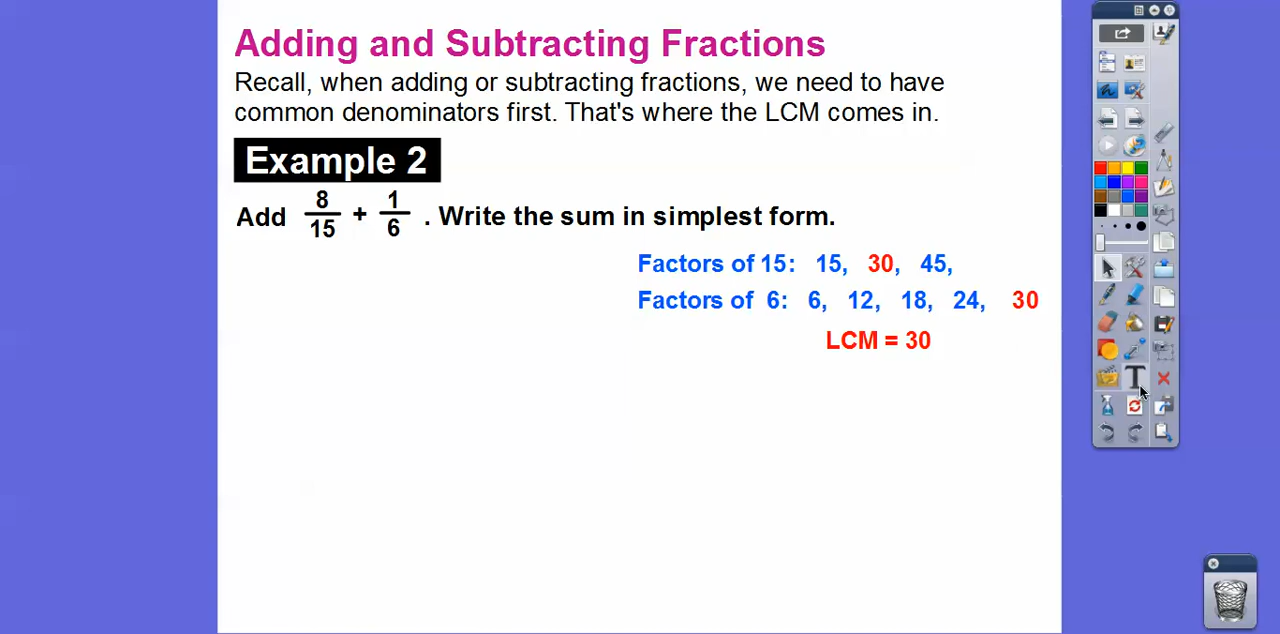 Adding and Subtracting Fractions
Recall, when adding or subtracting fractions, we need to have
common denominators first. That's where the LCM comes in.
Example 2
Add 8/15 + 1/6 . Write the sum in simplest form.
Factors of 15: 15, 30, 45,
Factors of 6: 6, 12, 18, 24, 30
LCM = 30
T